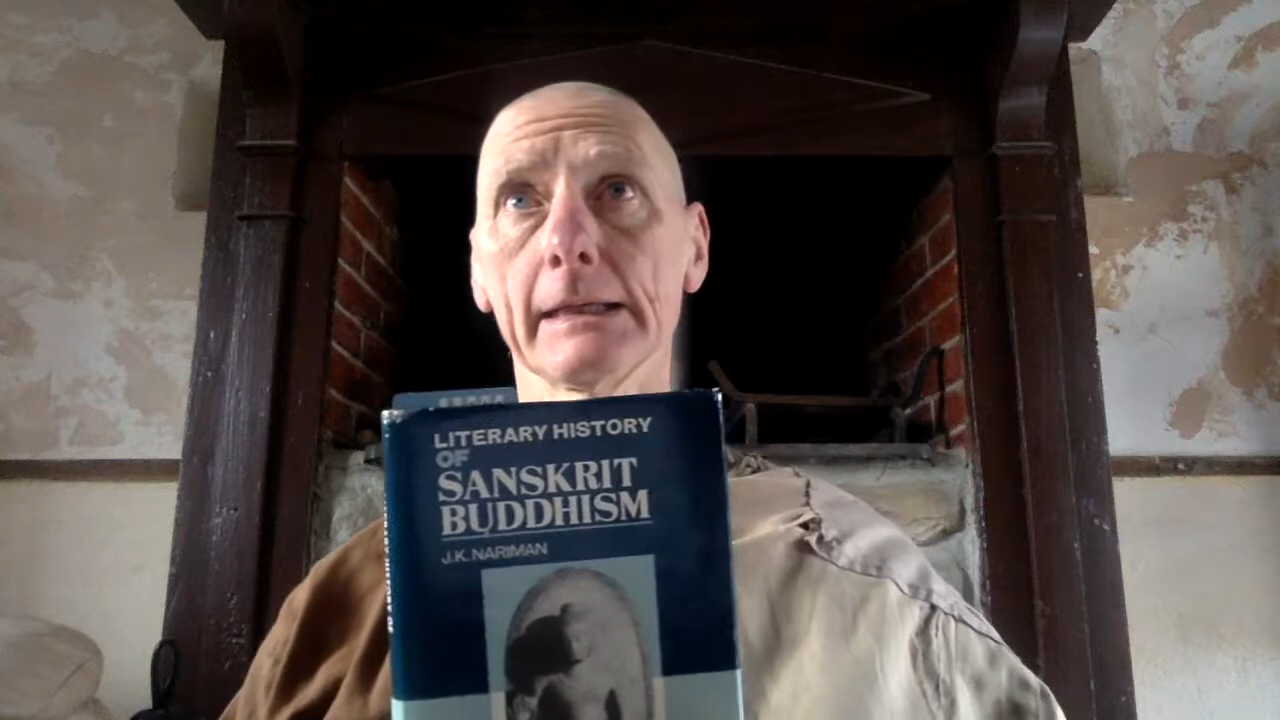 LITERARY HISTORY
OF
SANSKRIT
BUDDHISM
J.K. NARIMAN